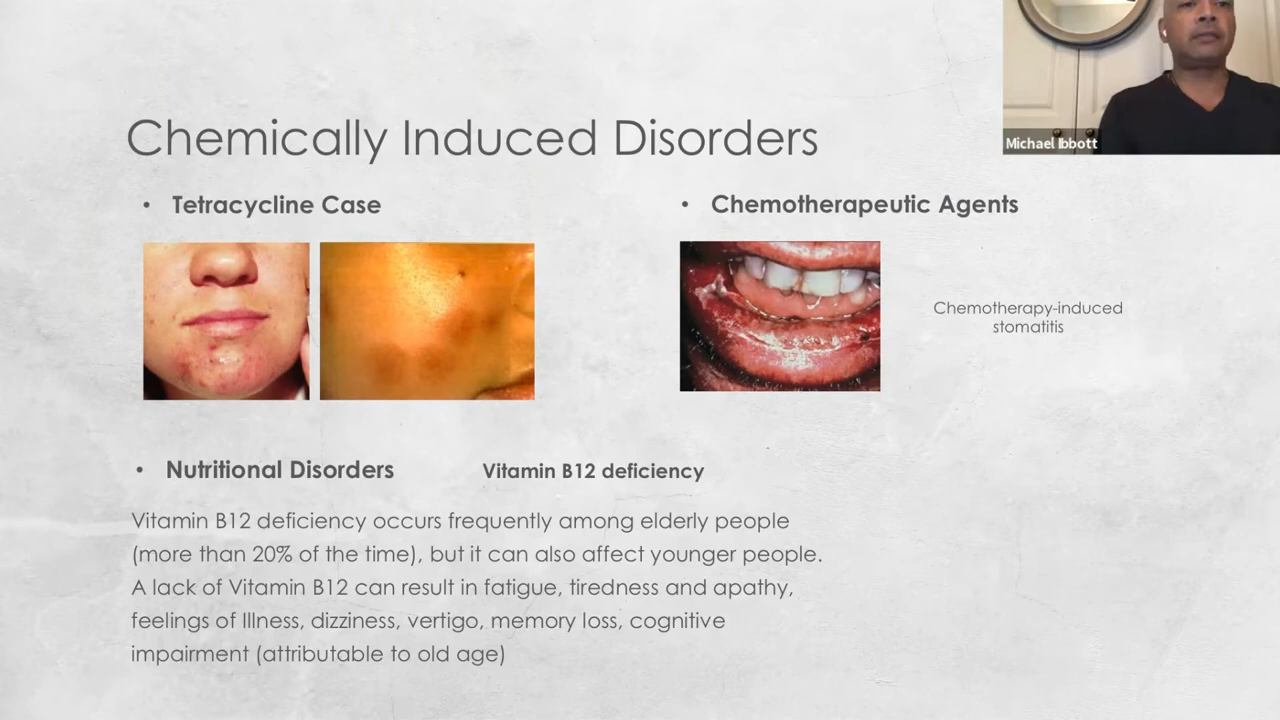 Michael Ibbott
Chemically Induced Disorders
• Tetracycline Case
• Chemotherapeutic Agents
Chemotherapy-induced
stomatitis
• Nutritional Disorders
Vitamin B12 deficiency
Vitamin B12 deficiency occurs frequently among elderly people
(more than 20% of the time), but it can also affect younger people.
A lack of Vitamin B12 can result in fatigue, tiredness and apathy,
feelings of Illness, dizziness, vertigo, memory loss, cognitive
impairment (attributable to old age)